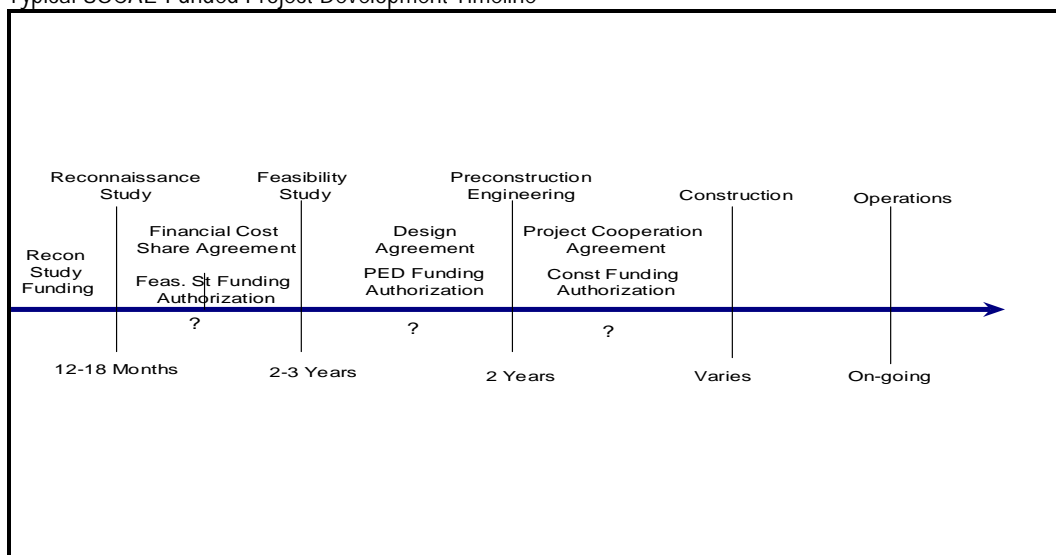 Typical USCAE Funded Project Development Timeline
Reconnaissance
Study
Feasibility
Study
Preconstruction
Engineering
Construction
Operations
Recon
Study
Funding
Financial Cost
Share Agreement
Feas. St Funding
Authorization
Design
Agreement
PED Funding
Authorization
Project Cooperation
Agreement
Const Funding
Authorization
?
?
?
12-18 Months
2-3 Years
2 Years
Varies
On-going